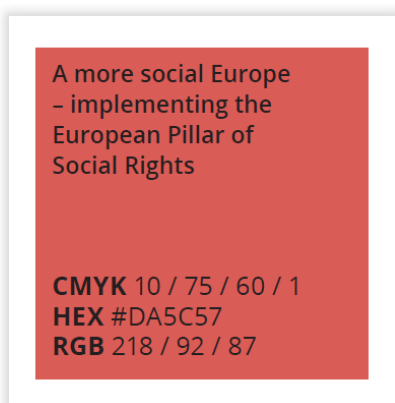 A more social Europe
– implementing the
European Pillar of
Social Rights
CMYK 10 / 75 / 60 / 1
HEX #DA5C57
RGB 218 / 92 / 87